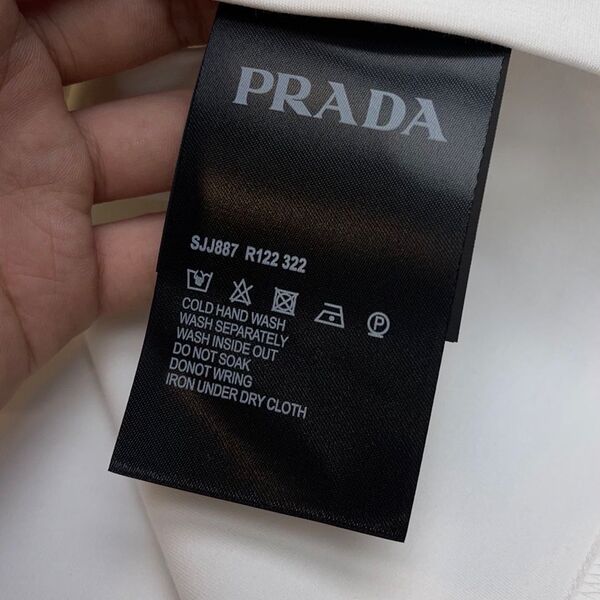 PRADA
SJJ887 R122 322
P
COLD HAND WASH
WASH SEPARATELY
WASH INSIDE OUT
DO NOT SOAK
DONOT WRING
IRON UNDER DRY CLOTH